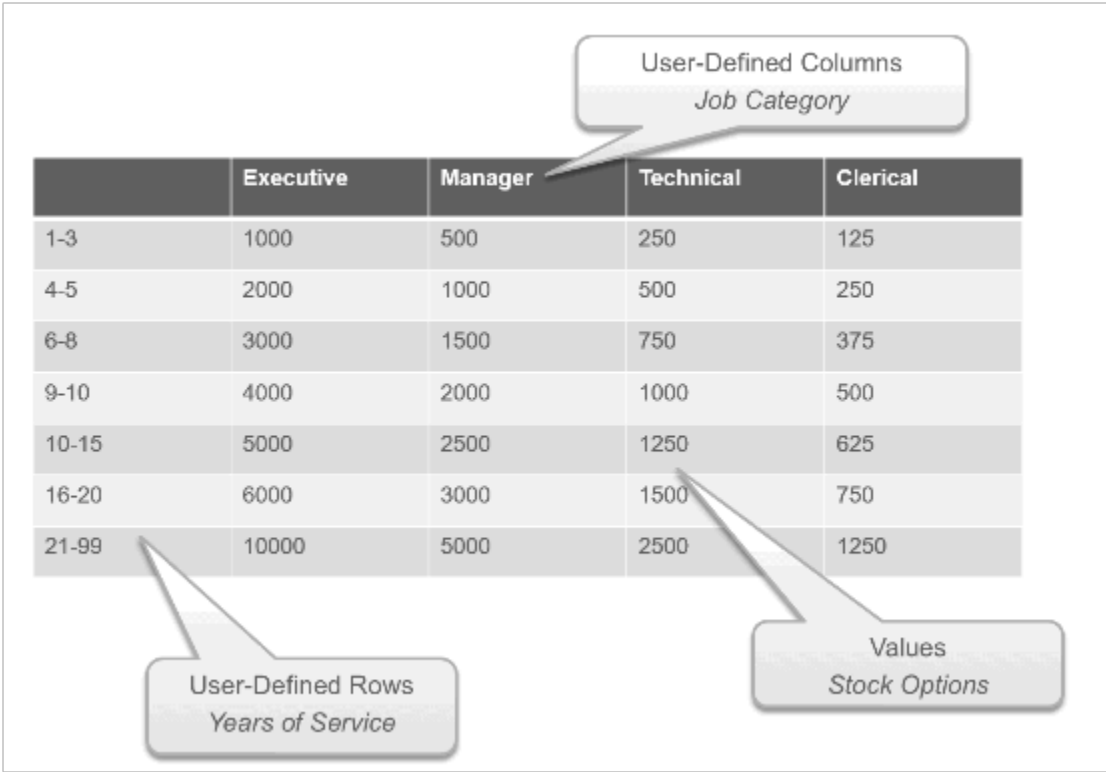 User-Defined Columns
Job Category
Executive Manager Technical Clerical
1-3 1000 500 250 125
4-5 2000 1000 500 250
6-8 3000 1500 750 375
9-10 4000 2000 1000 500
10-15 5000 2500 1250 625
16-20 6000 3000 1500 750
21-99 10000 5000 2500 1250
Values
Stock Options
User-Defined Rows
Years of Service